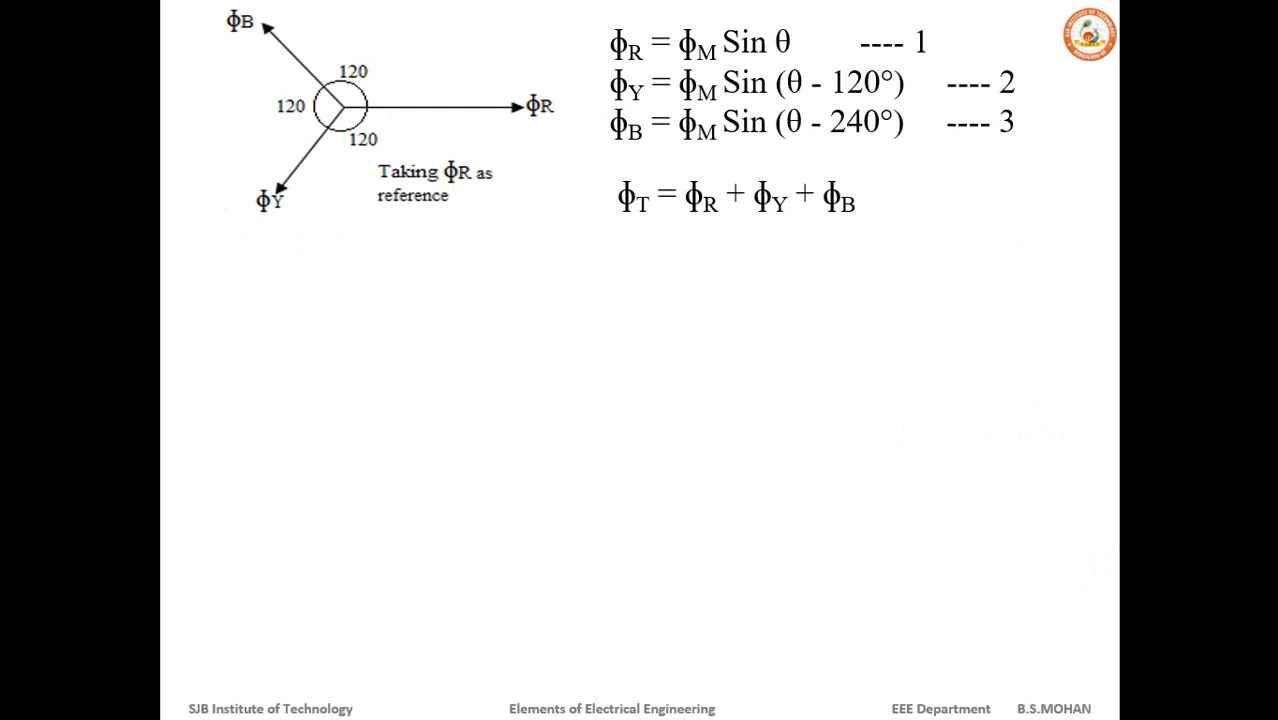 ϕB
120
120
120
ϕR
ϕY
Taking ϕR as
reference
ϕR = ϕM Sin θ ---- 1
ϕY = ϕM Sin (θ - 120°) ---- 2
ϕB = ϕM Sin (θ - 240°) ---- 3
ϕT = ϕR + ϕY + ϕB
SJB Institute of Technology Elements of Electrical Engineering EEE Department B.S.MOHAN